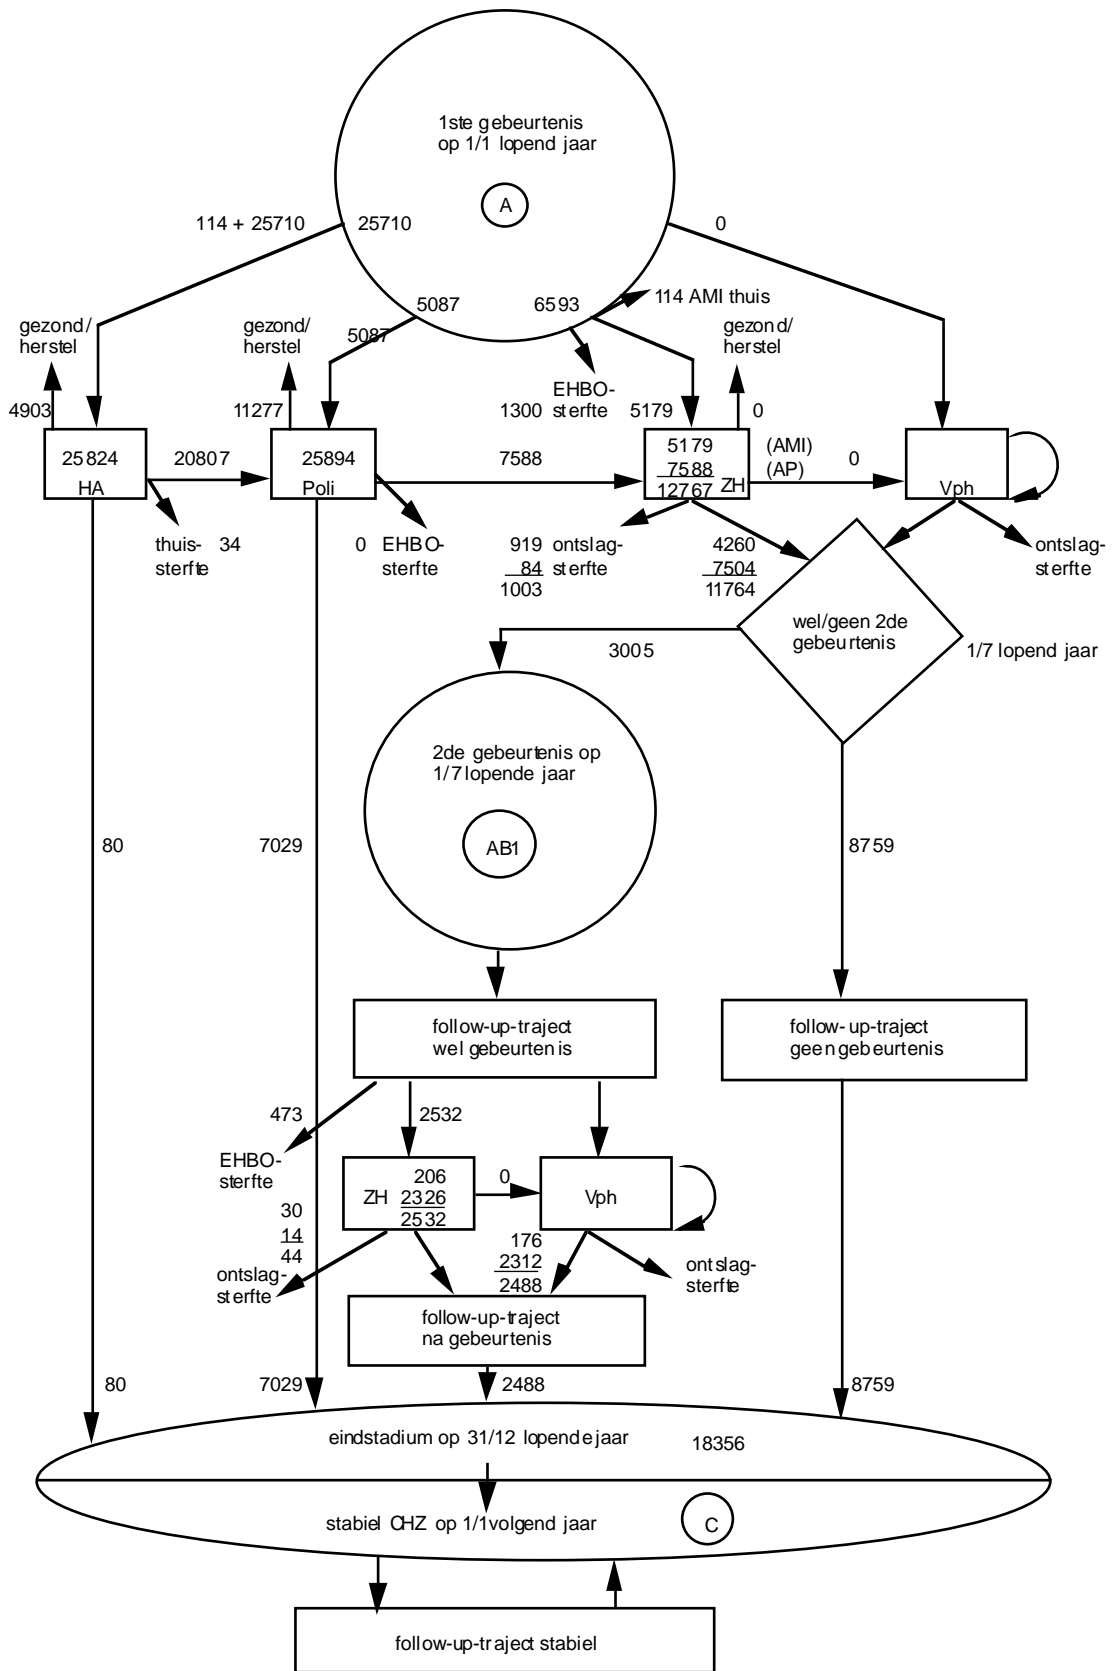 1ste gebeurtenis
op 1/1 lopend jaar
A
114 + 25710
25710
0
5087
6593
114 AMI thuis
gezond/
herstel
gezond/
herstel
5087
gezond/
herstel
EHBO-
sterfte
4903
11277
1300
5179
0
25824
HA
20807
25894
Poli
7588
5179
7588
12767 ZH
(AMI)
(AP)
0
Vph
thuis-
sterfte
34
0
EHBO-
sterfte
919
84
1003
ontslag-
sterfte
4260
7504
11764
ontslag-
sterfte
wel/geen 2de
gebeurtenis
1/7 lopend jaar
3005
2de gebeurtenis op
1/7 lopende jaar
AB1
80
7029
8759
follow-up-traject
wel gebeurtenis
follow-up-traject
geen gebeurtenis
473
2532
EHBO-
sterfte
ZH
206
2326
2532
0
Vph
30
14
44
ontslag-
sterfte
176
2312
2488
ontslag-
sterfte
follow-up-traject
na gebeurtenis
80
7029
2488
8759
eindstadium op 31/12 lopende jaar
18356
stabiel CHZ op 1/1 volgend jaar
C
follow-up-traject stabiel